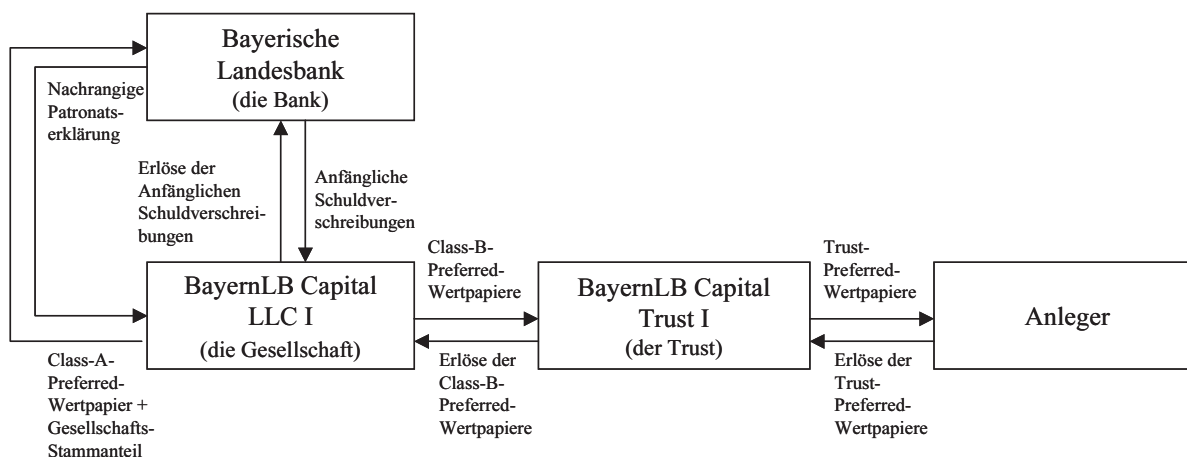 Bayerische
Landesbank
(die Bank)
Nachrangige
Patronats-
erklärung
Erlöse der
Anfänglichen
Schuldverschrei-
bungen
Anfängliche
Schuldver-
schreibungen
BayernLB Capital
LLC I
(die Gesellschaft)
Class-B-
Preferred-
Wertpapiere
BayernLB Capital
Trust I
(der Trust)
Trust-
Preferred-
Wertpapiere
Anleger
Class-A-
Preferred-
Wertpapier +
Gesellschafts-
Stammanteil
Erlöse der
Class-B-
Preferred-
Wertpapiere
Erlöse der
Trust-
Preferred-
Wertpapiere